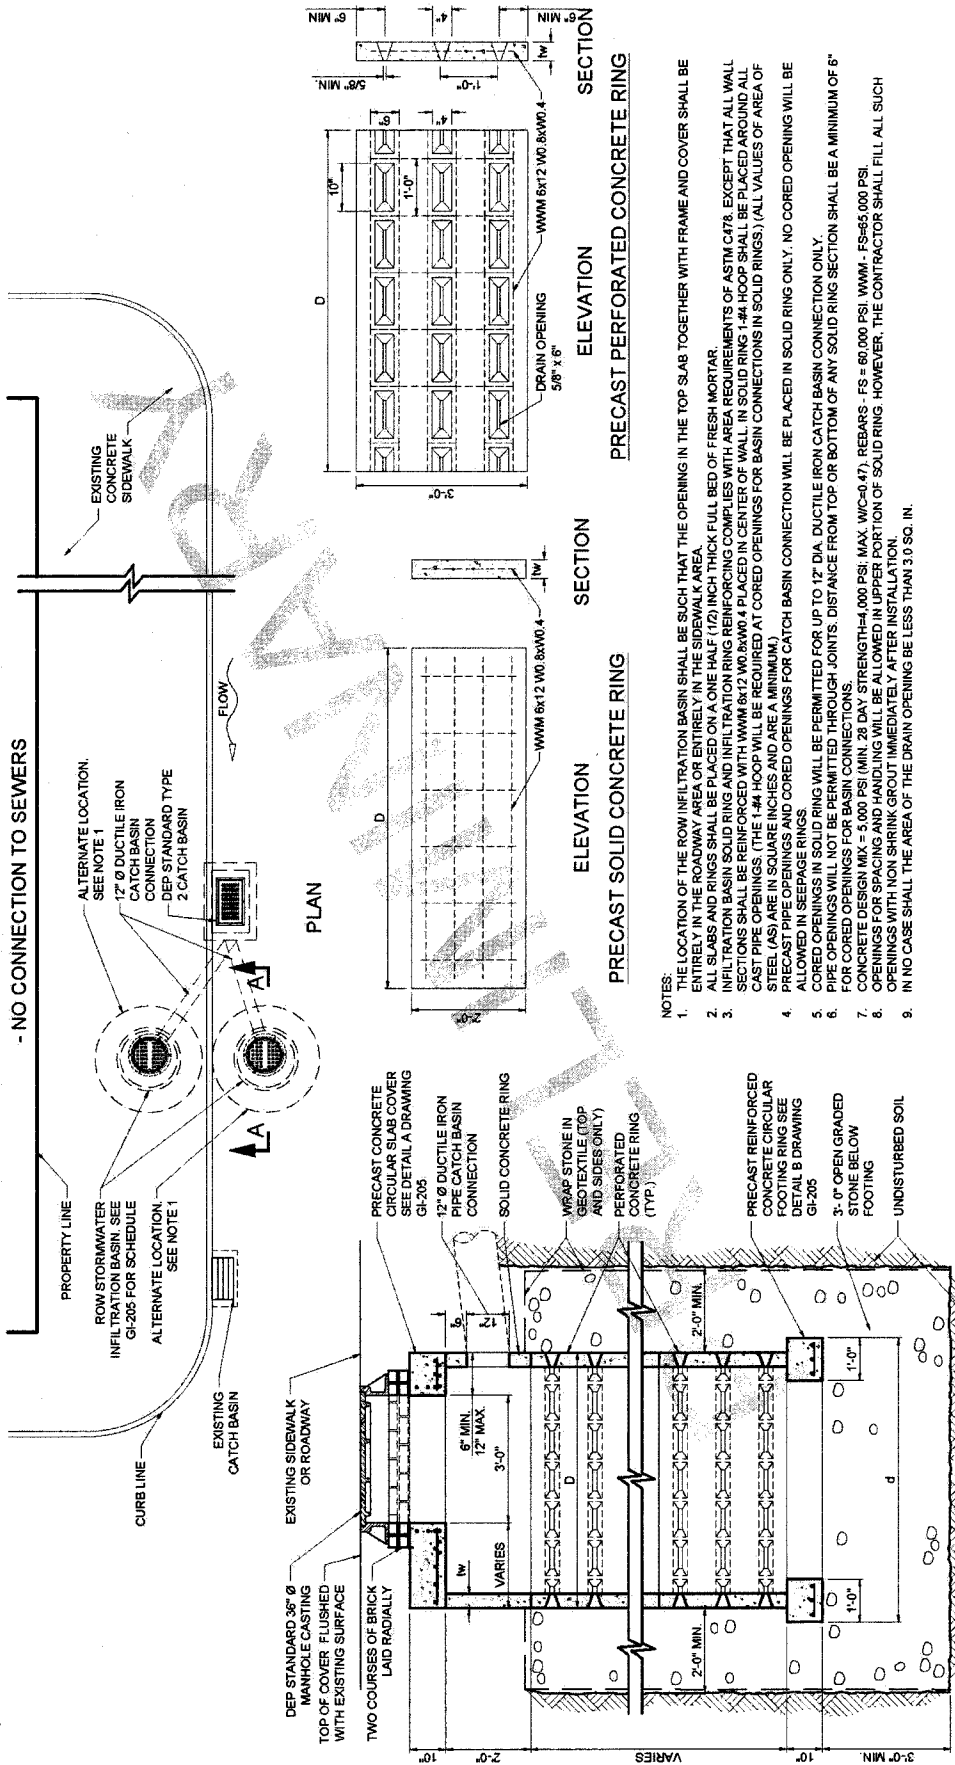 - NO CONNECTION TO SEWERS
PROPERTY LINE
ROW STORMWATER
INFILTRATION BASIN. SEE
GI-205 FOR SCHEDULE
ALTERNATE LOCATION.
SEE NOTE 1
ALTERNATE LOCATION.
SEE NOTE 1
12" Ø DUCTILE IRON
CATCH BASIN
CONNECTION
DEP STANDARD TYPE
2 CATCH BASIN
EXISTING
CONCRETE
SIDEWALK
CURB LINE
EXISTING
CATCH BASIN
A
A
FLOW
PLAN
DEP STANDARD 36" Ø
MANHOLE CASTING
TOP OF COVER FLUSHED
WITH EXISTING SURFACE
TWO COURSES OF BRICK
LAID RADIALLY
EXISTING SIDEWALK
OR ROADWAY
PRECAST CONCRETE
CIRCULAR SLAB COVER
SEE DETAIL A DRAWING
GI-205
12" Ø DUCTILE IRON
PIPE CATCH BASIN
CONNECTION
SOLID CONCRETE RING
WRAP STONE IN
GEOTEXTILE (TOP
AND SIDES ONLY)
PERFORATED
CONCRETE RING
(TYP.)
PRECAST REINFORCED
CONCRETE CIRCULAR
FOOTING RING SEE
DETAIL B DRAWING
GI-205
3'- 0" OPEN GRADED
STONE BELOW
FOOTING
UNDISTURBED SOIL
10"
2'-0"
VARIES
10"
3'-0" MIN.
tw
VARIES
6" MIN.
12" MAX.
3'-0"
6"
12"
D
2'-0" MIN.
2'-0" MIN.
1'-0"
1'-0"
d
D
2'-0"
tw
WWM 6x12 W0.8xW0.4
ELEVATION
SECTION
PRECAST SOLID CONCRETE RING
D
3'-0"
10"
6"
1'-0"
4"
DRAIN OPENING
5/8" x 6"
WWM 6x12 W0.8xW0.4
5/8" MIN.
6" MIN
4"
6" MIN
1'-0"
tw
ELEVATION
SECTION
PRECAST PERFORATED CONCRETE RING
NOTES:
1. THE LOCATION OF THE ROW INFILTRATION BASIN SHALL BE SUCH THAT THE OPENING IN THE TOP SLAB TOGETHER WITH FRAME AND COVER SHALL BE
ENTIRELY IN THE ROADWAY AREA OR ENTIRELY IN THE SIDEWALK AREA.
2. ALL SLABS AND RINGS SHALL BE PLACED ON A ONE HALF (1/2) INCH THICK FULL BED OF FRESH MORTAR.
3. INFILTRATION BASIN SOLID RING AND INFILTRATION RING REINFORCING COMPLIES WITH AREA REQUIREMENTS OF ASTM C478, EXCEPT THAT ALL WALL
SECTIONS SHALL BE REINFORCED WITH WWM 6x12 W0.8xW0.4 PLACED IN CENTER OF WALL. IN SOLID RING 1-#4 HOOP SHALL BE PLACED AROUND ALL
CAST PIPE OPENINGS. (THE 1-#4 HOOP WILL BE REQUIRED AT CORED OPENINGS FOR BASIN CONNECTIONS IN SOLID RINGS.) (ALL VALUES OF AREA OF
STEEL (AS) ARE IN SQUARE INCHES AND ARE A MINIMUM.)
4. PRECAST PIPE OPENINGS AND CORED OPENINGS FOR CATCH BASIN CONNECTION WILL BE PLACED IN SOLID RING ONLY. NO CORED OPENING WILL BE
ALLOWED IN SEEPAGE RINGS.
5. CORED OPENINGS IN SOLID RING WILL BE PERMITTED FOR UP TO 12" DIA. DUCTILE IRON CATCH BASIN CONNECTION ONLY.
6. PIPE OPENINGS WILL NOT BE PERMITTED THROUGH JOINTS. DISTANCE FROM TOP OR BOTTOM OF ANY SOLID RING SECTION SHALL BE A MINIMUM OF 6"
FOR CORED OPENINGS FOR BASIN CONNECTIONS.
7. CONCRETE DESIGN MIX = 5,000 PSI (MIN. 28 DAY STRENGTH=4,000 PSI; MAX. W/C=0.47). REBARS - FS = 60,000 PSI. WWM - FS=65,000 PSI.
8. OPENINGS FOR SPACING AND HANDLING WILL BE ALLOWED IN UPPER PORTION OF SOLID RING. HOWEVER, THE CONTRACTOR SHALL FILL ALL SUCH
OPENINGS WITH NON SHRINK GROUT IMMEDIATELY AFTER INSTALLATION.
9. IN NO CASE SHALL THE AREA OF THE DRAIN OPENING BE LESS THAN 3.0 SQ. IN.